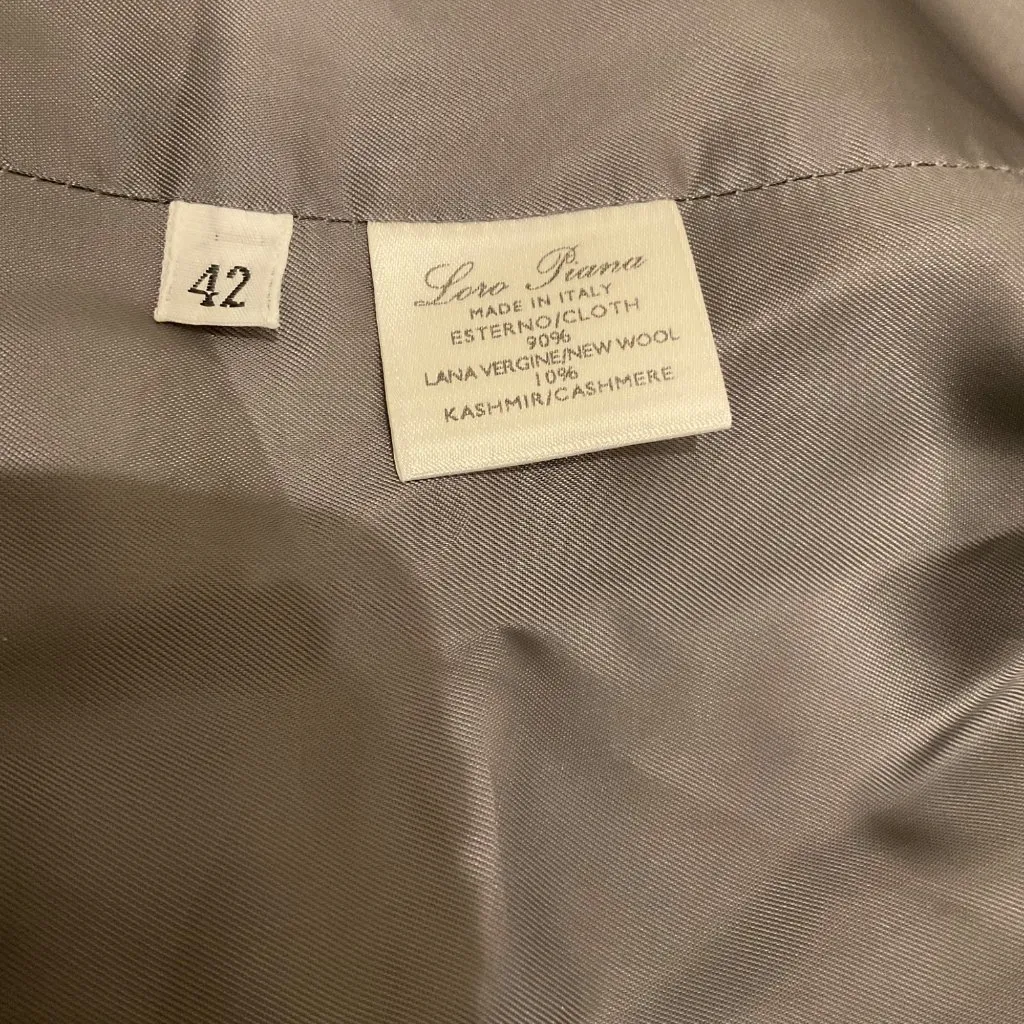 42
Loro Piana
MADE IN ITALY
ESTERNO/CLOTH
90%
LANA VERGINE/NEW WOOL
10%
KASHMIR/CASHMERE